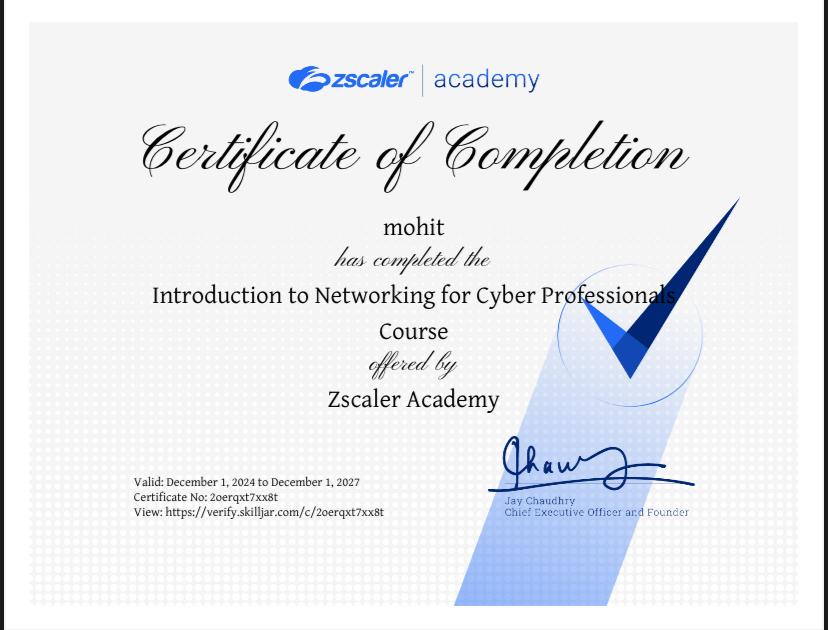 zscaler™ | academy
Certificate of Completion
mohit
has completed the
Introduction to Networking for Cyber Professionals
Course
offered by
Zscaler Academy
Valid: December 1, 2024 to December 1, 2027
Certificate No: 2oerqxt7xx8t
View: https://verify.skilljar.com/c/2oerqxt7xx8t
Jay Chaudhry
Chief Executive Officer and Founder